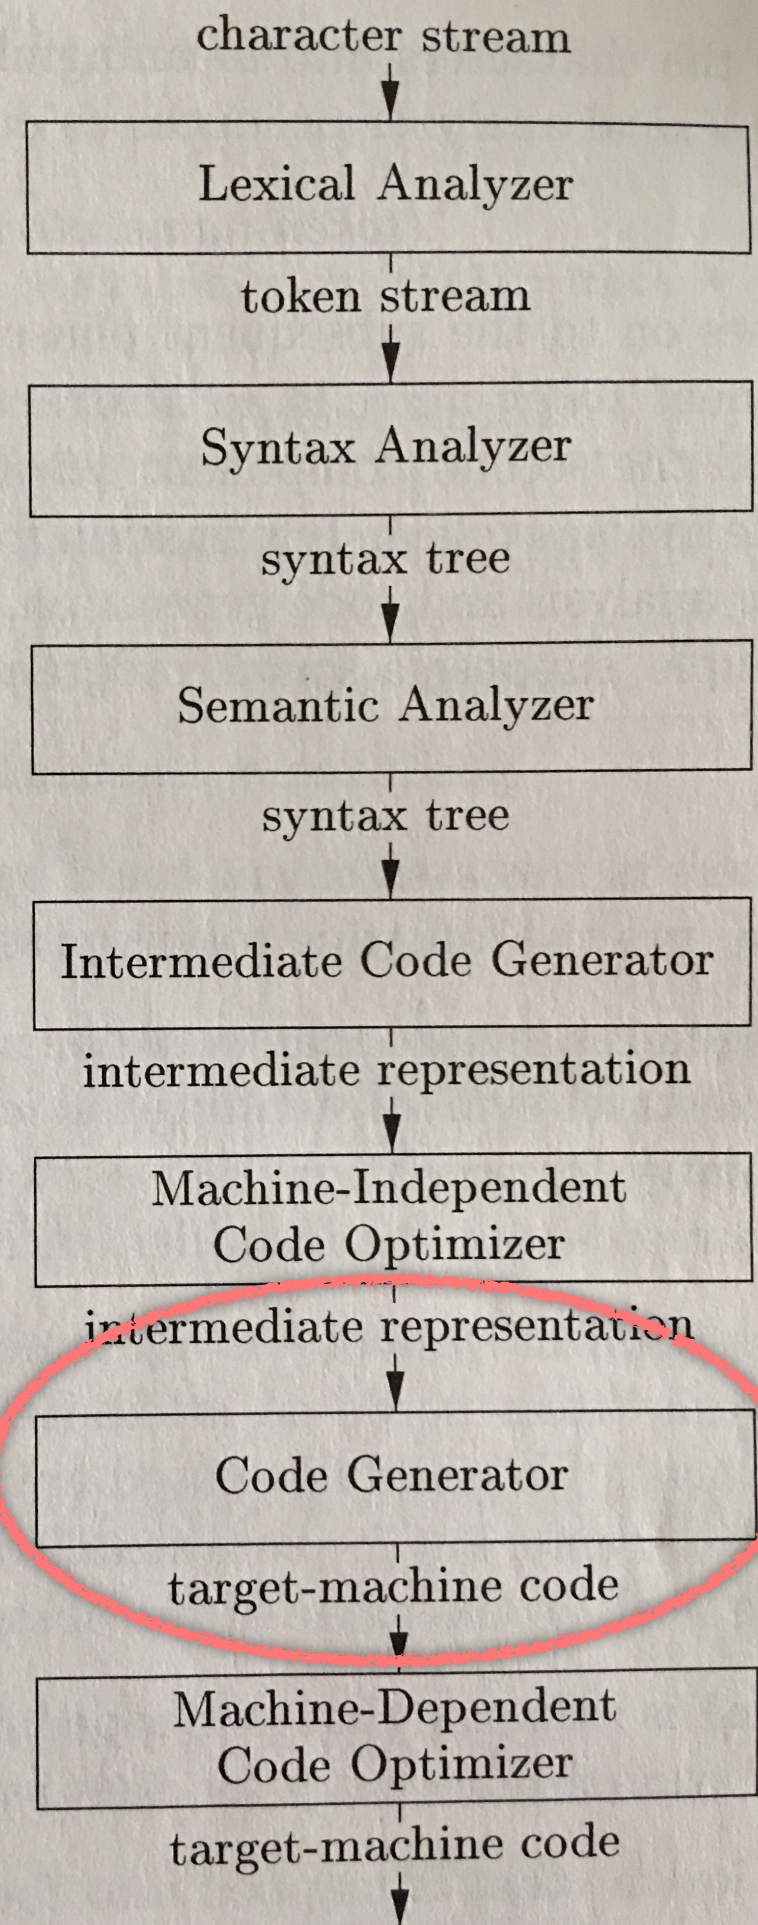 character stream
Lexical Analyzer
token stream
Syntax Analyzer
syntax tree
Semantic Analyzer
syntax tree
Intermediate Code Generator
intermediate representation
Machine-Independent
Code Optimizer
intermediate representation
Code Generator
target-machine code
Machine-Dependent
Code Optimizer
target-machine code